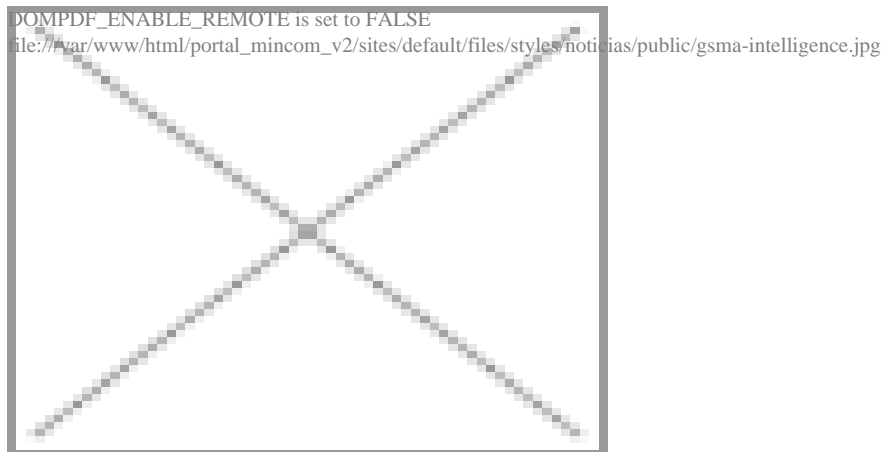 DOMPDF_ENABLE_REMOTE is set to FALSE
file:///var/www/html/portal_mincom_v2/sites/default/files/styles/noticias/public/gsma-intelligence.jpg